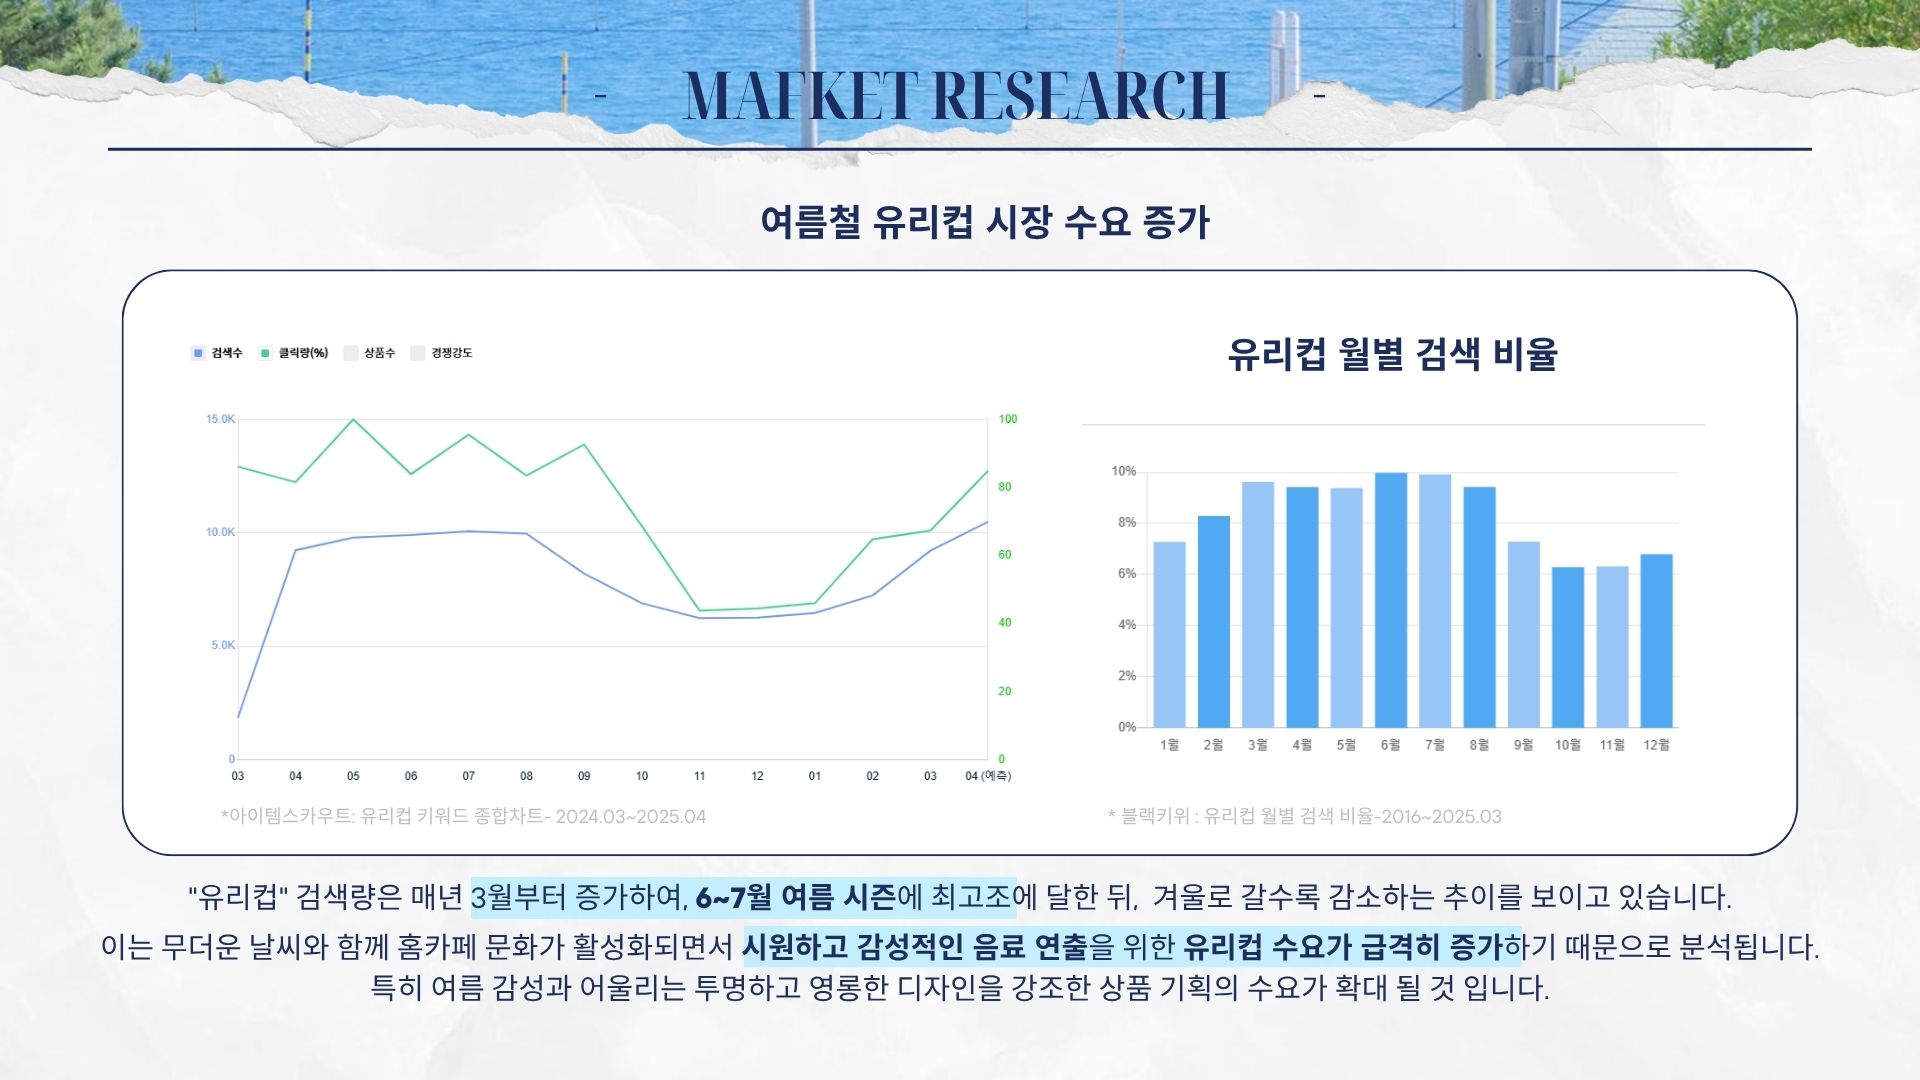 - MARKET RESEARCH -
여름철 유리컵 시장 수요 증가
검색수 클릭량(%) 상품수 경쟁강도
15.0K
10.0K
5.0K
0
100
80
60
40
20
0
03 04 05 06 07 08 09 10 11 12 01 02 03 04 (예측)
*아이템스카우트: 유리컵 키워드 종합차트- 2024.03~2025.04
유리컵 월별 검색 비율
10%
8%
6%
4%
2%
0%
1월 2월 3월 4월 5월 6월 7월 8월 9월 10월 11월 12월
* 블랙키위 : 유리컵 월별 검색 비율-2016~2025.03
"유리컵" 검색량은 매년 3월부터 증가하여, 6~7월 여름 시즌에 최고조에 달한 뒤, 겨울로 갈수록 감소하는 추이를 보이고 있습니다.
이는 무더운 날씨와 함께 홈카페 문화가 활성화되면서 시원하고 감성적인 음료 연출을 위한 유리컵 수요가 급격히 증가하기 때문으로 분석됩니다.
특히 여름 감성과 어울리는 투명하고 영롱한 디자인을 강조한 상품 기획의 수요가 확대 될 것 입니다.